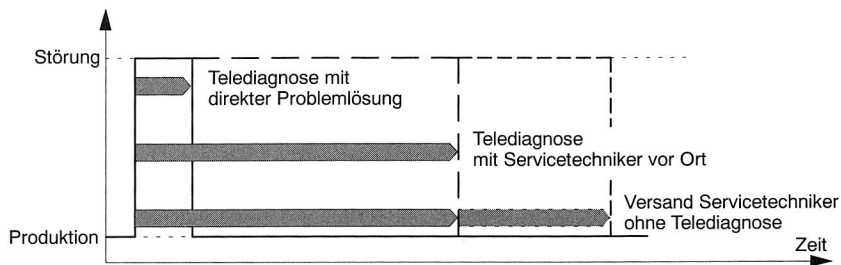 Störung
Telediagnose mit
direkter Problemlösung
Telediagnose
mit Servicetechniker vor Ort
Versand Servicetechniker
ohne Telediagnose
Produktion
Zeit